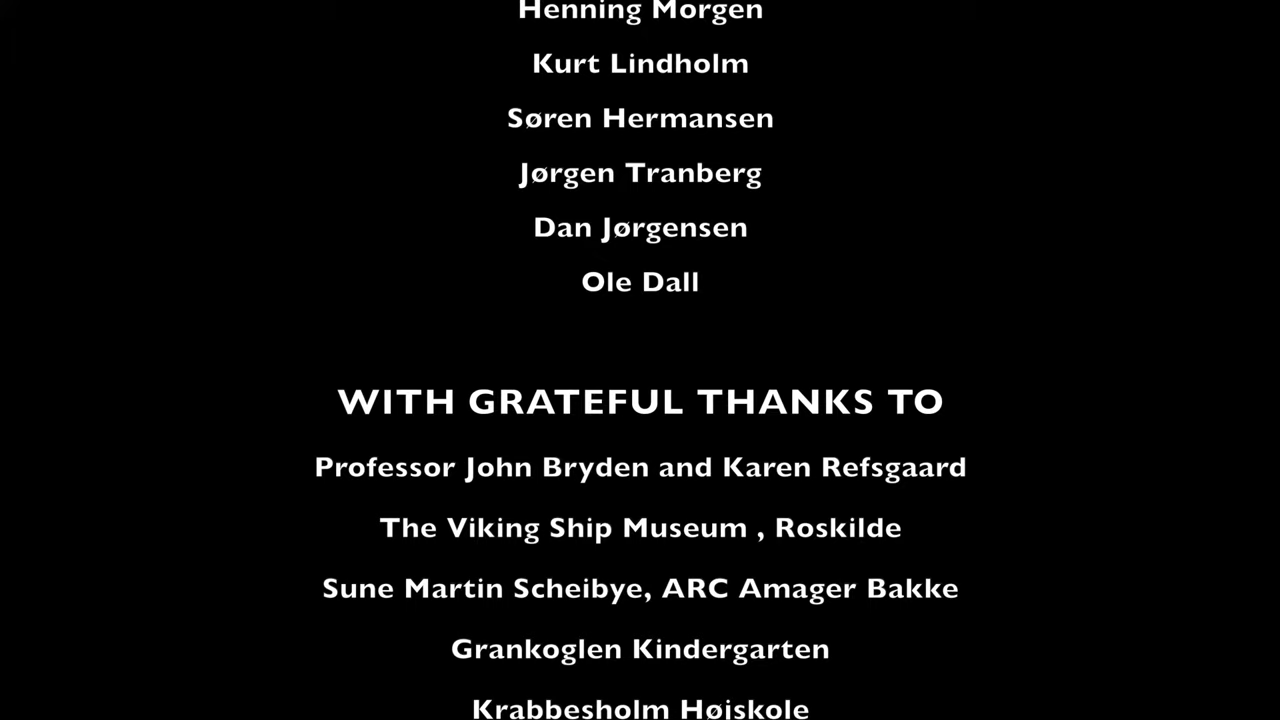 Henning Morgen
Kurt Lindholm
Søren Hermansen
Jørgen Tranberg
Dan Jørgensen
Ole Dall
WITH GRATEFUL THANKS TO
Professor John Bryden and Karen Refsgaard
The Viking Ship Museum , Roskilde
Sune Martin Scheibye, ARC Amager Bakke
Grankoglen Kindergarten
Krabbesholm Højskole